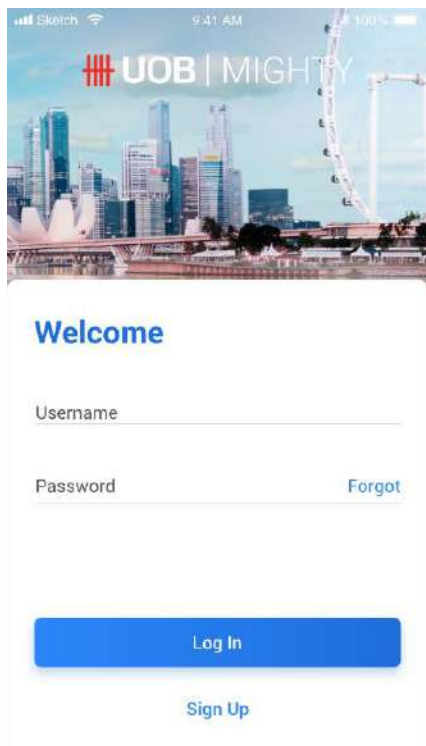 Sketch 9:41 AM 100%
UOB | MIGHTY
Welcome
Username
Password Forgot
Log In
Sign Up